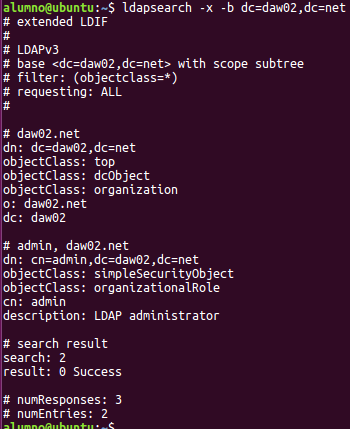 alumno@ubuntu:~$ ldapsearch -x -b dc=daw02,dc=net
# extended LDIF
#
# LDAPv3
# base <dc=daw02,dc=net> with scope subtree
# filter: (objectclass=*)
# requesting: ALL
#
# daw02.net
dn: dc=daw02,dc=net
objectClass: top
objectClass: dcObject
objectClass: organization
o: daw02.net
dc: daw02
# admin, daw02.net
dn: cn=admin,dc=daw02,dc=net
objectClass: simpleSecurityObject
objectClass: organizationalRole
cn: admin
description: LDAP administrator
# search result
search: 2
result: 0 Success
# numResponses: 3
# numEntries: 2
alumno@ubuntu:~$